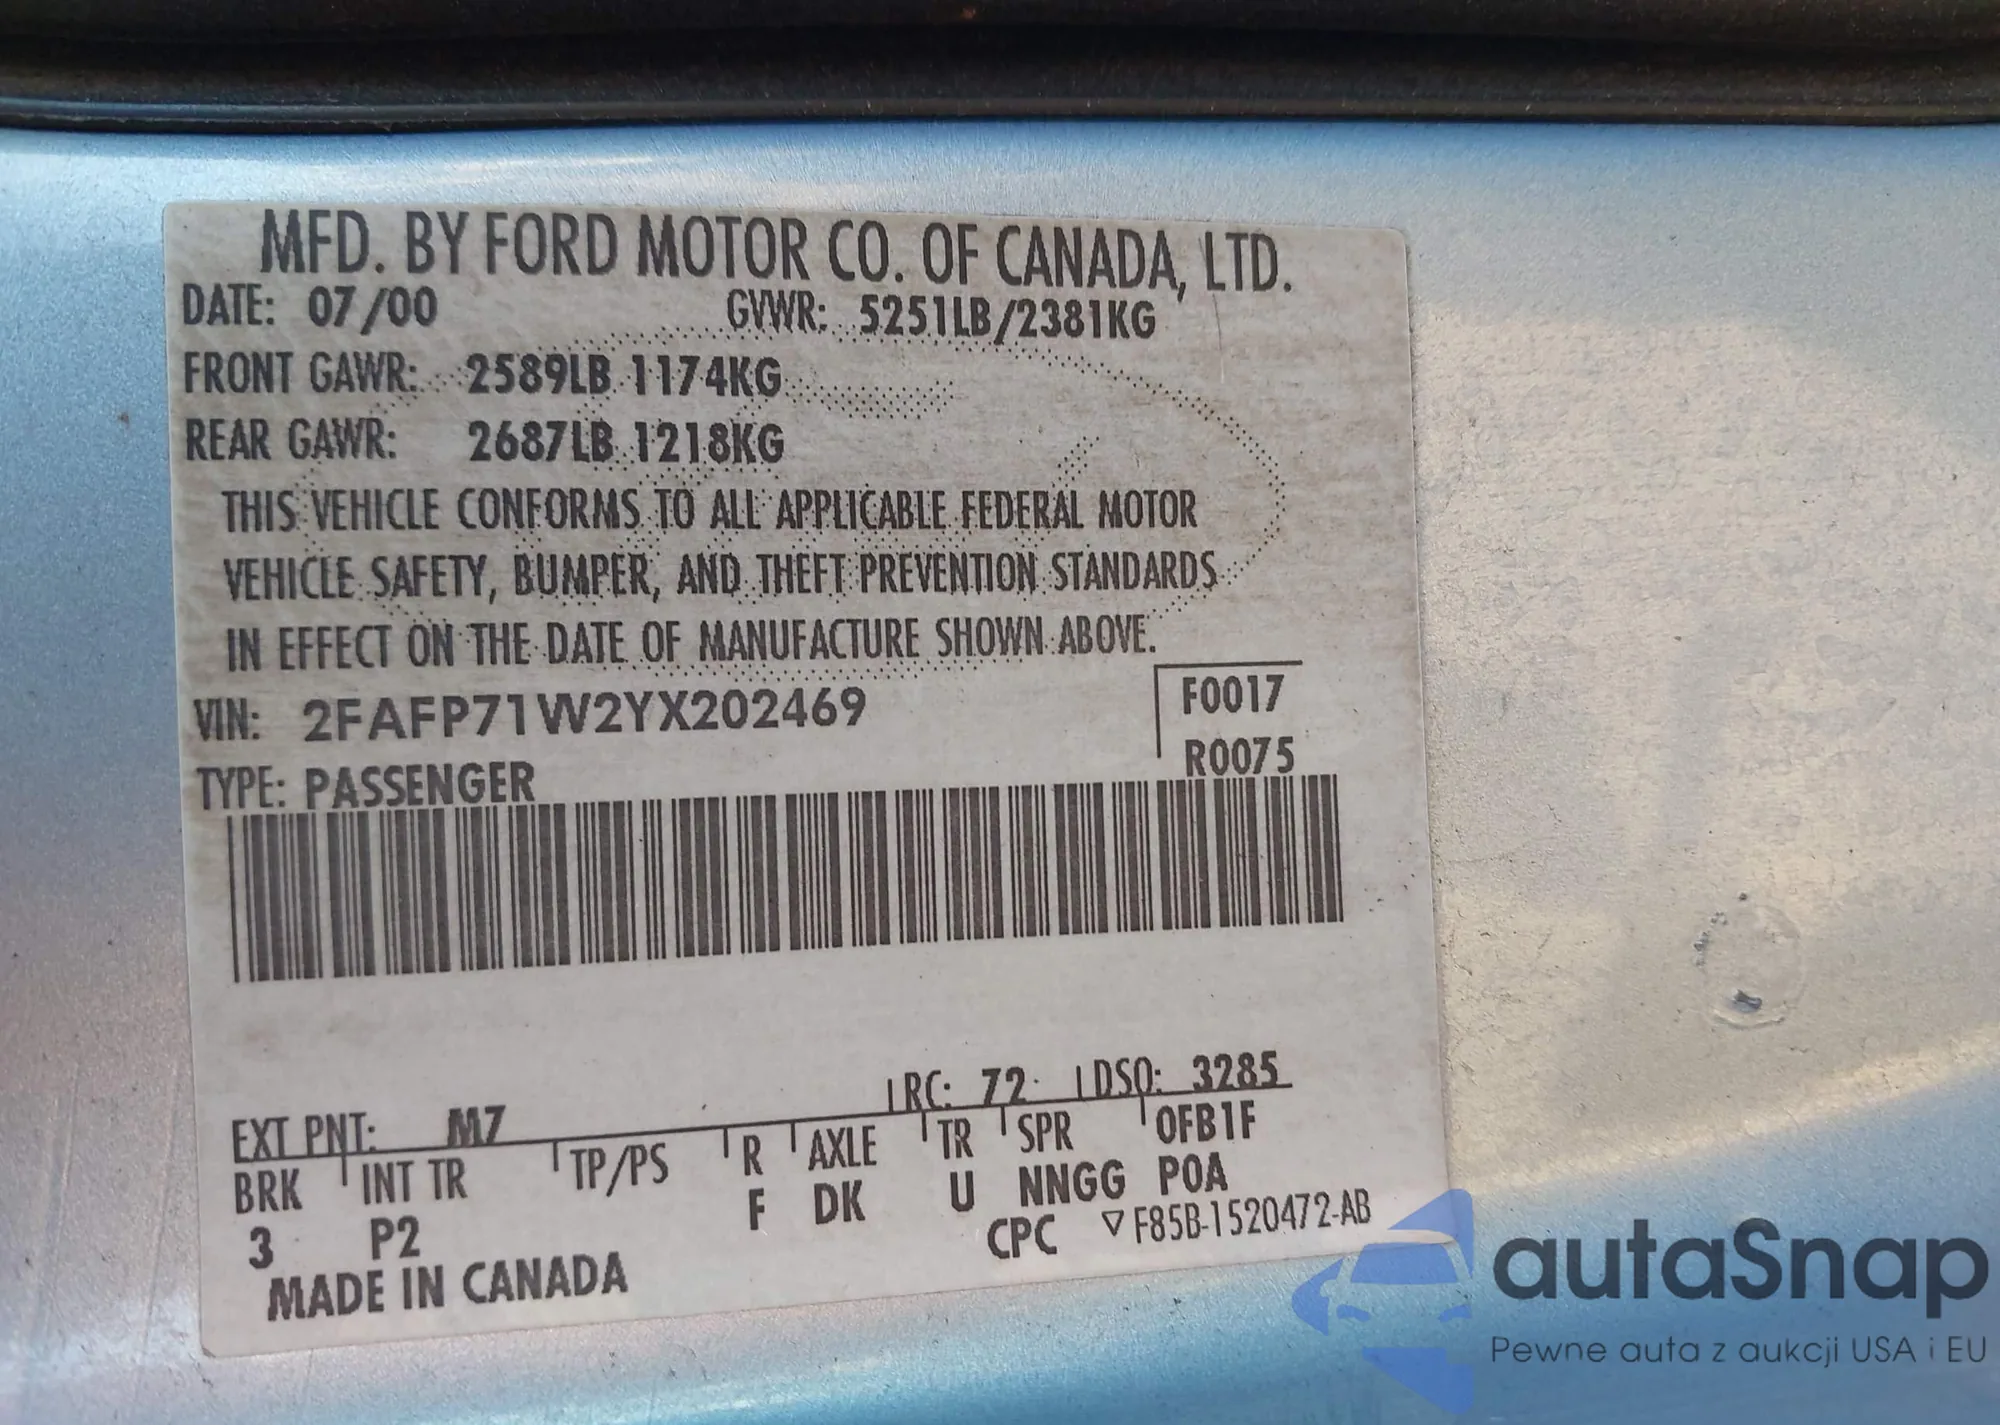 MFD. BY FORD MOTOR CO. OF CANADA, LTD.
DATE: 07/00 GVWR: 5251LB/2381KG
FRONT GAWR: 2589LB 1174KG
REAR GAWR: 2687LB 1218KG
THIS VEHICLE CONFORMS TO ALL APPLICABLE FEDERAL MOTOR
VEHICLE SAFETY, BUMPER, AND THEFT PREVENTION STANDARDS
IN EFFECT ON THE DATE OF MANUFACTURE SHOWN ABOVE.
VIN: 2FAFP71W2YX202469 F0017
TYPE: PASSENGER R0075
EXT PNT: M7 RC: 72 DSO: 3285
BRK INT TR TP/PS R AXLE TR SPR 0FB1F
3 P2 F DK U NNGG P0A
MADE IN CANADA CPC ▽ F85B-1520472-AB
autaSnap
Pewne auta z aukcji USA i EU